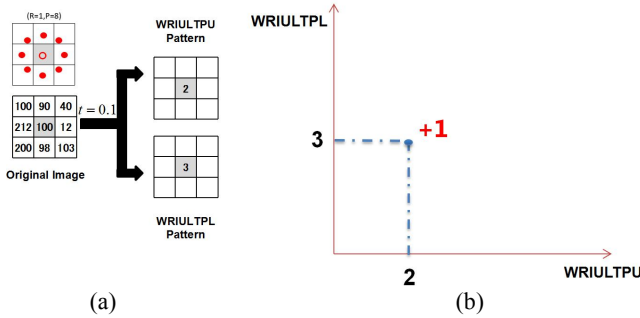 (R=1,P=8)
100 90 40
212 100 12
200 98 103
Original Image
t = 0.1
WRIULTPU
Pattern
2
3
WRIULTPL
Pattern
(a)
WRIULTPL
3
+1
2
WRIULTPU
(b)